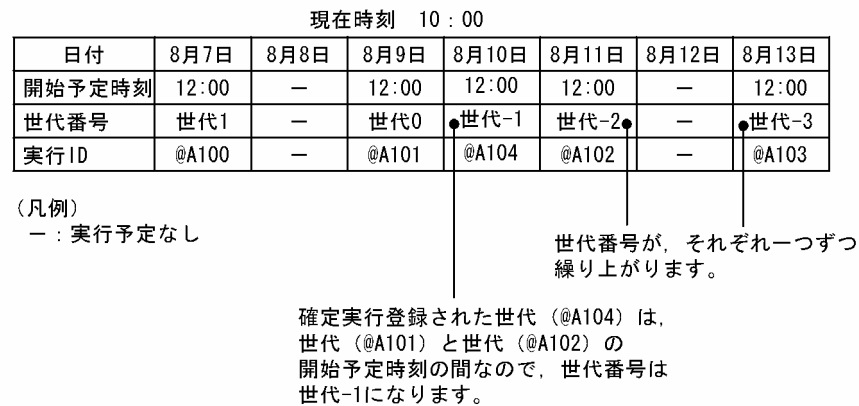 現在時刻 10:00
日付 8月7日 8月8日 8月9日 8月10日 8月11日 8月12日 8月13日
開始予定時刻 12:00 － 12:00 12:00 12:00 － 12:00
世代番号 世代1 － 世代0 世代-1 世代-2 － 世代-3
実行ID @A100 － @A101 @A104 @A102 － @A103
（凡例）
－：実行予定なし
世代番号が，それぞれ一つずつ
繰り上がります。
確定実行登録された世代（@A104）は，
世代（@A101）と世代（@A102）の
開始予定時刻の間なので，世代番号は
世代-1になります。